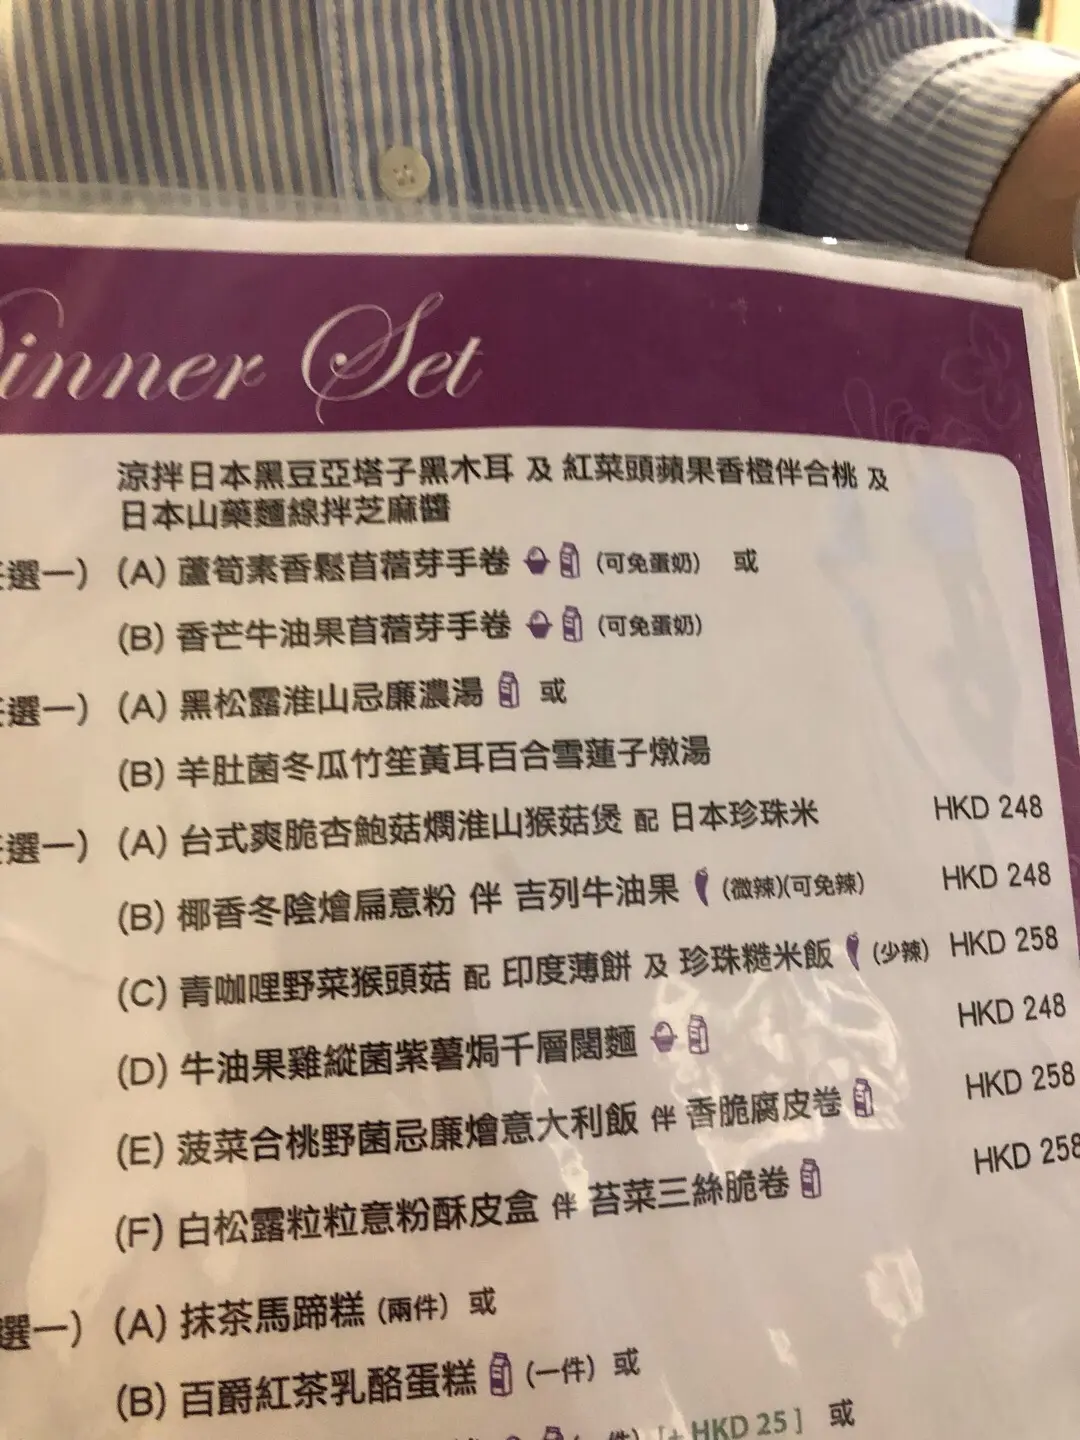 Dinner Set
涼拌日本黑豆亞塔子黑木耳 及 紅菜頭蘋果香橙伴合桃 及
日本山藥麵線拌芝麻醬
選一) (A) 蘆筍素香鬆苜蓿芽手卷 (可免蛋奶) 或
(B) 香芒牛油果苜蓿芽手卷 (可免蛋奶)
選一) (A) 黑松露淮山忌廉濃湯 或
(B) 羊肚菌冬瓜竹笙黃耳百合雪蓮子燉湯
選一) (A) 台式爽脆杏鮑菇燜淮山猴菇煲 配 日本珍珠米 HKD 248
(B) 椰香冬陰燴扁意粉 伴 吉列牛油果 (微辣)(可免辣) HKD 248
(C) 青咖哩野菜猴頭菇 配 印度薄餅 及 珍珠糙米飯 (少辣) HKD 258
(D) 牛油果雞縱菌紫薯焗千層闊麵 HKD 248
(E) 菠菜合桃野菌忌廉燴意大利飯 伴 香脆腐皮卷 HKD 258
(F) 白松露粒粒意粉酥皮盒 伴 苔菜三絲脆卷 HKD 258
選一) (A) 抹茶馬蹄糕 (兩件) 或
(B) 百爵紅茶乳酪蛋糕 (一件) 或
件) [+ HKD 25] 或